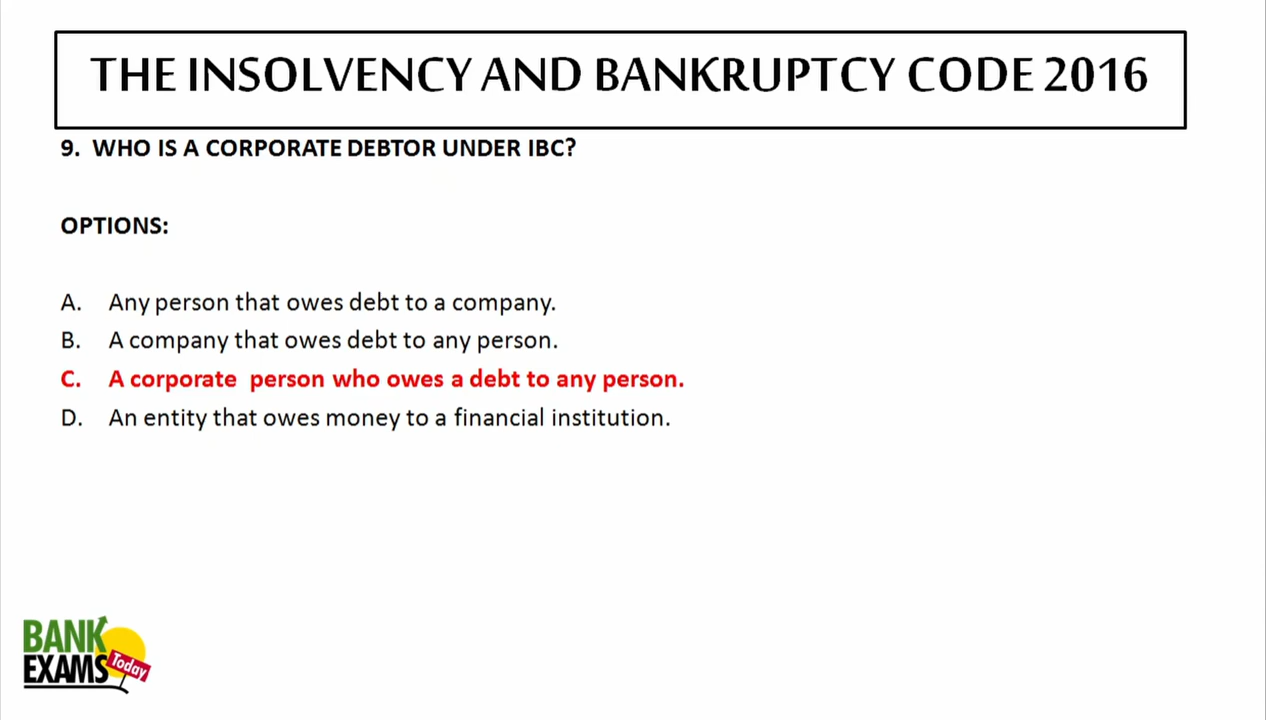 THE INSOLVENCY AND BANKRUPTCY CODE 2016
9. WHO IS A CORPORATE DEBTOR UNDER IBC?
OPTIONS:
A. Any person that owes debt to a company.
B. A company that owes debt to any person.
C. A corporate person who owes a debt to any person.
D. An entity that owes money to a financial institution.
BANK
EXAMS
Today